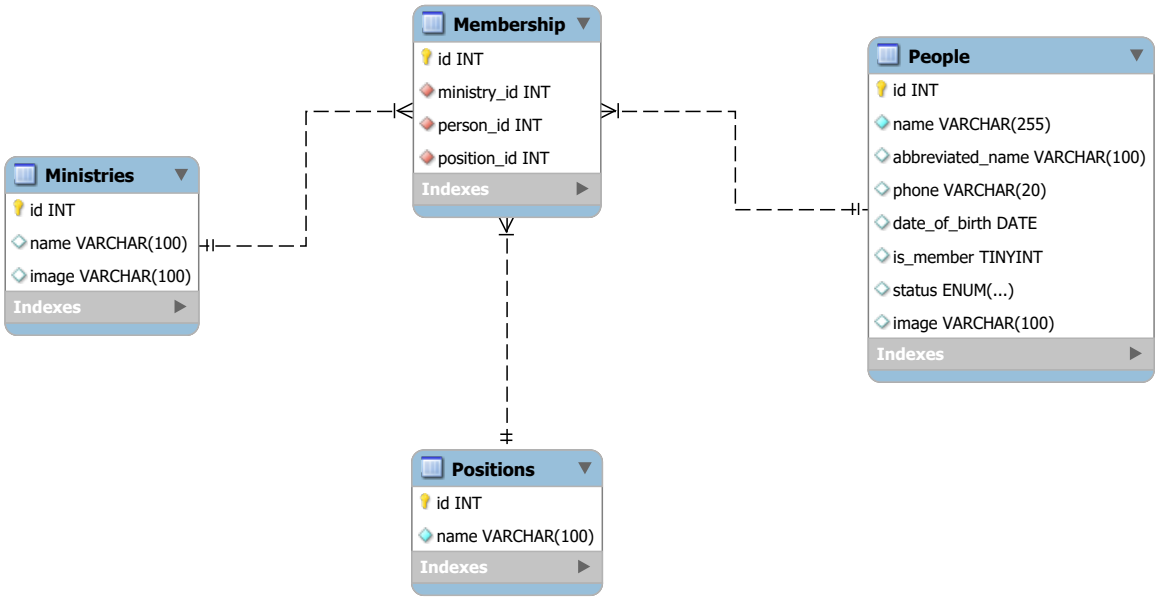 Membership
id INT
ministry_id INT
person_id INT
position_id INT
Indexes
People
id INT
name VARCHAR(255)
abbreviated_name VARCHAR(100)
phone VARCHAR(20)
date_of_birth DATE
is_member TINYINT
status ENUM(...)
image VARCHAR(100)
Indexes
Ministries
id INT
name VARCHAR(100)
image VARCHAR(100)
Indexes
Positions
id INT
name VARCHAR(100)
Indexes